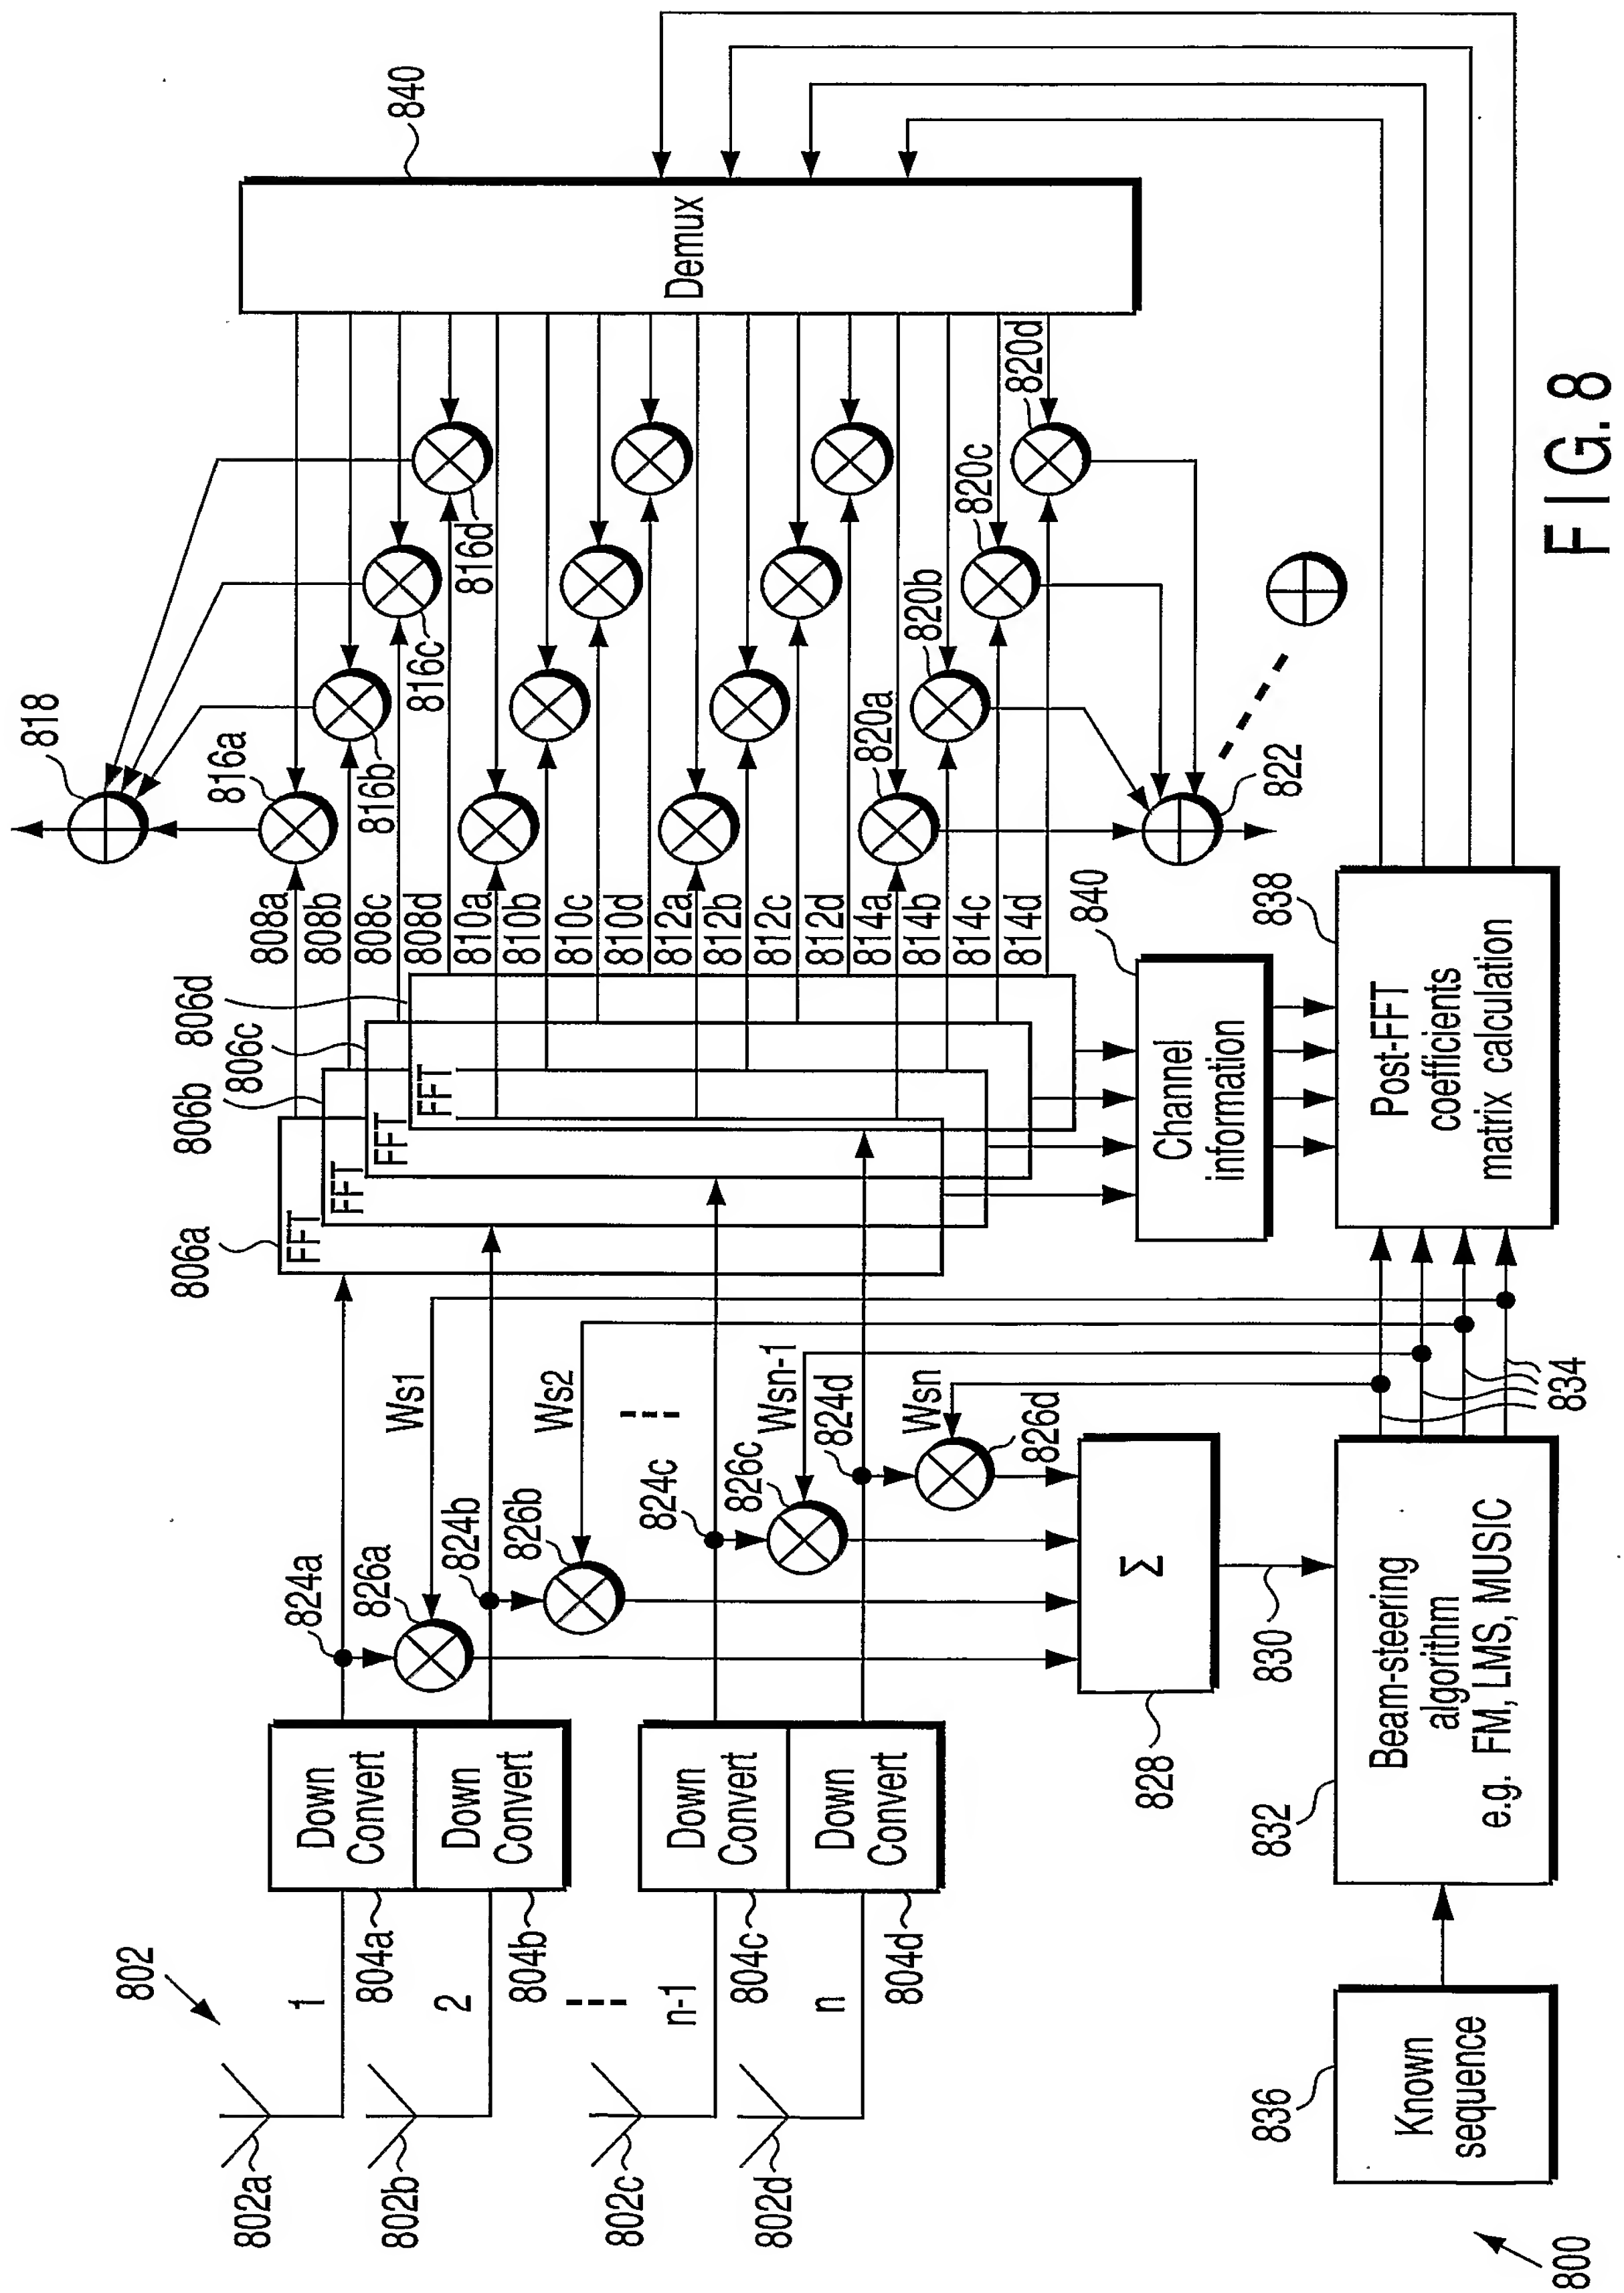 802
802a
802b
802c
802d
1
2
n-1
n
804a
804b
804c
804d
Down
Convert
Down
Convert
Down
Convert
Down
Convert
824a
826a
824b
826b
824c
826c
824d
826d
Ws1
Ws2
Wsn-1
Wsn
Σ
828
830
834
806a
806b
806c
806d
FFT
FFT
FFT
FFT
808a
808b
808c
808d
810a
810b
810c
810d
812a
812b
812c
812d
814a
814b
814c
814d
818
816a
816b
816c
816d
820a
820b
820c
820d
822
Demux
840
Channel
information
840
Post-FFT
coefficients
matrix calculation
838
Beam-steering
algorithm
e.g. FM, LMS, MUSIC
832
Known
sequence
836
800
FIG. 8